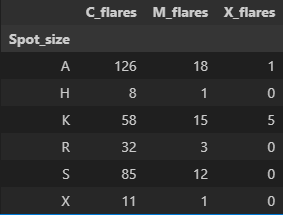 C_flares M_flares X_flares
Spot_size
A 126 18 1
H 8 1 0
K 58 15 5
R 32 3 0
S 85 12 0
X 11 1 0